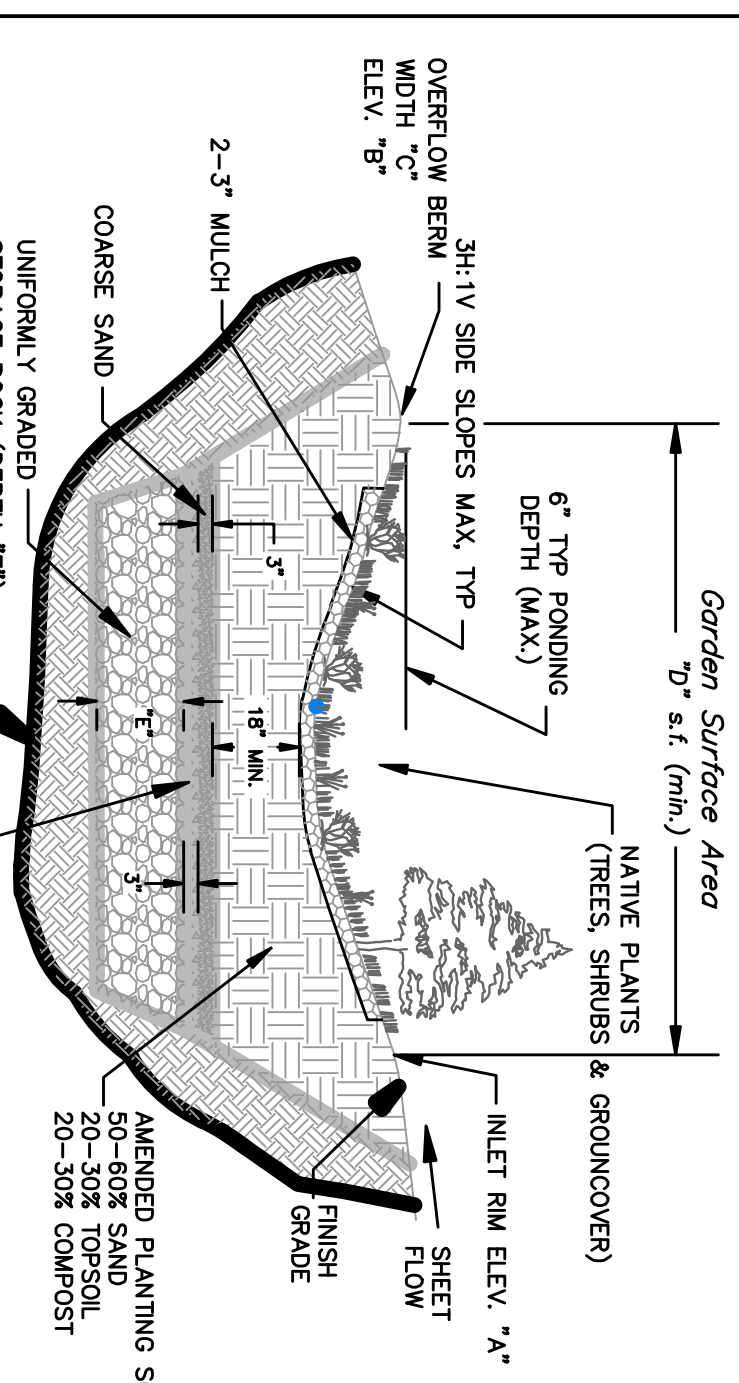 Garden Surface Area
"D" s.f. (min.)
NATIVE PLANTS
(TREES, SHRUBS & GROUNCOVER)
6" TYP PONDING
DEPTH (MAX.)
3H:1V SIDE SLOPES MAX, TYP
OVERFLOW BERM
WIDTH "C"
ELEV. "B"
INLET RIM ELEV. "A"
SHEET
FLOW
FINISH
GRADE
2-3" MULCH
3"
18" MIN.
"E"
3"
COARSE SAND
UNIFORMLY GRADED
AMENDED PLANTING
50-60% SAND
20-30% TOPSOIL
20-30% COMPOST